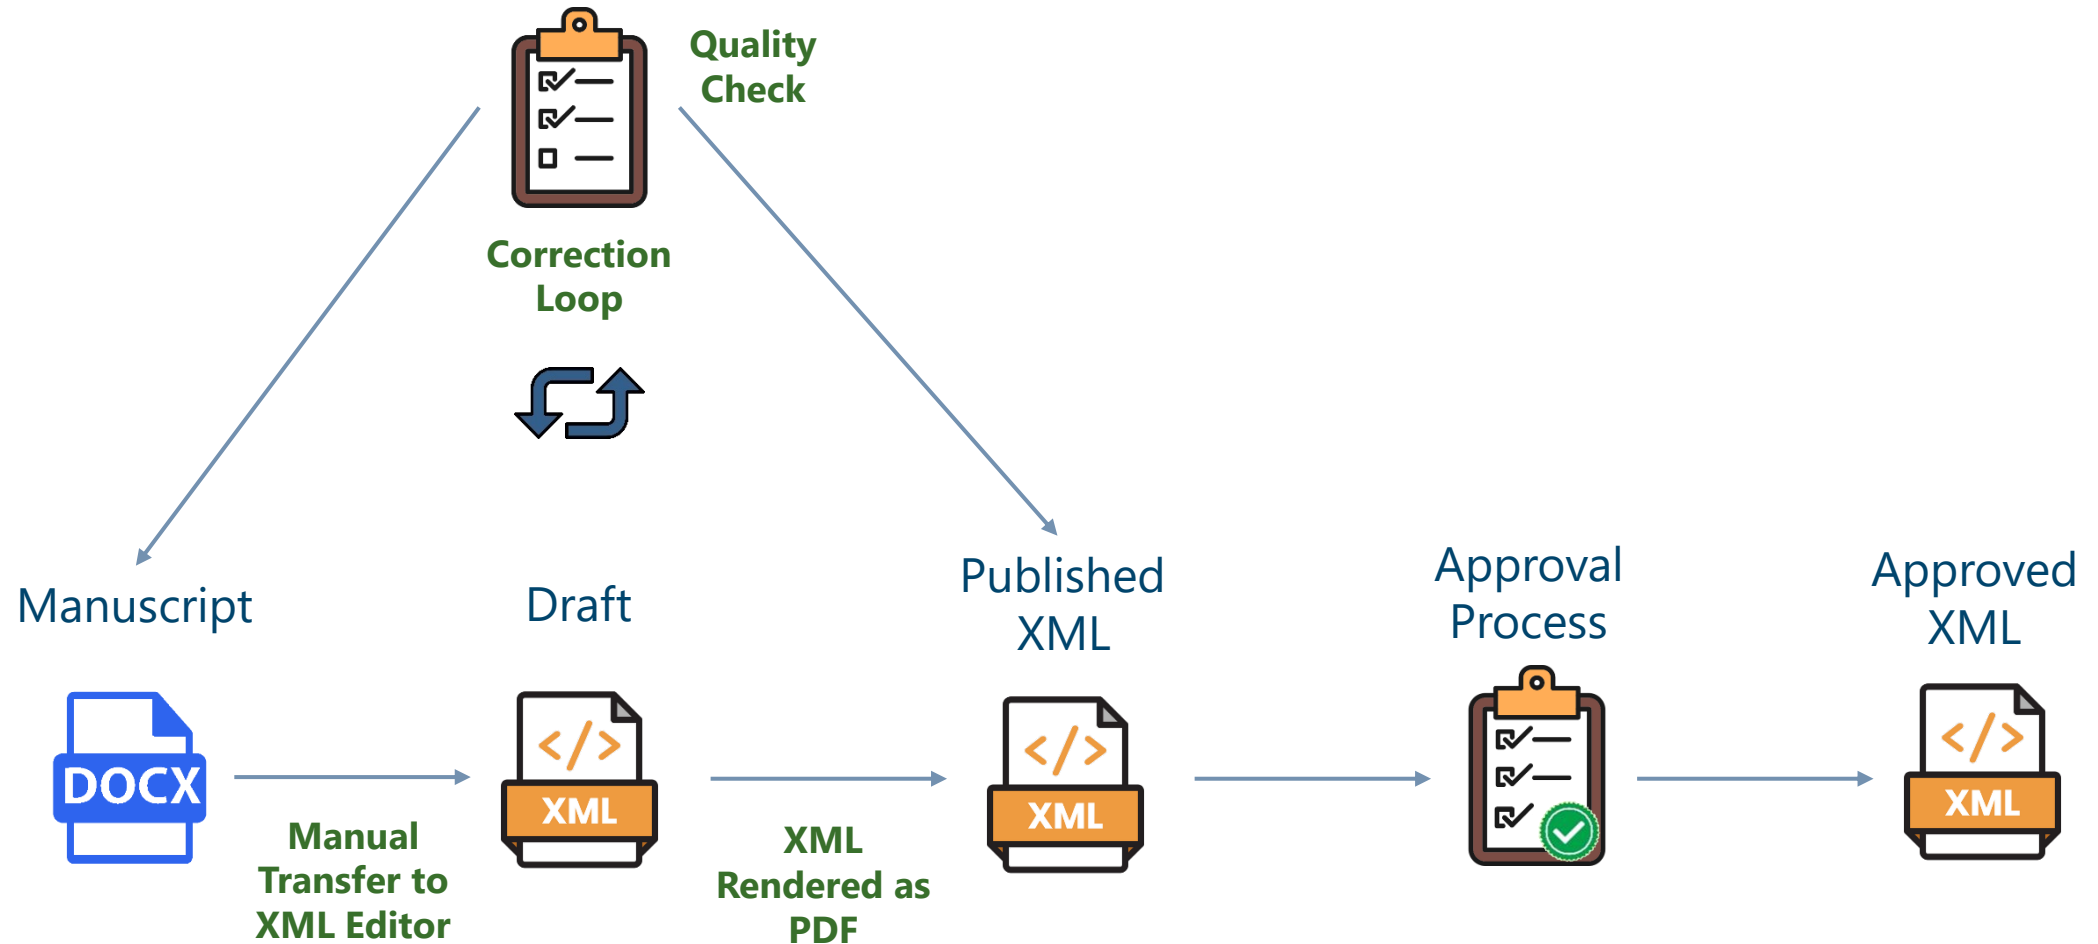 Quality
Check
Correction
Loop
Manuscript
Draft
Published
XML
Approval
Process
Approved
XML
DOCX
XML
XML
XML
Manual
Transfer to
XML Editor
XML
Rendered as
PDF